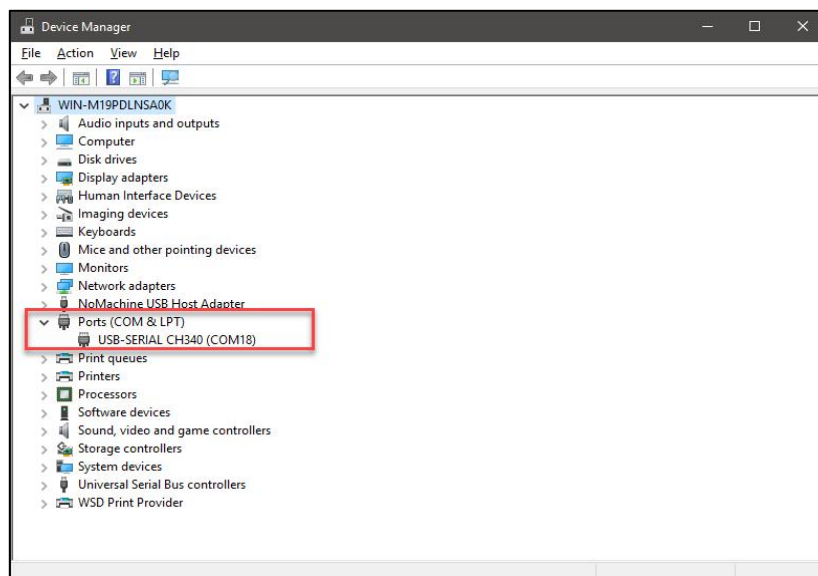 Device Manager
File Action View Help
WIN-M19PDLNSA0K
Audio inputs and outputs
Computer
Disk drives
Display adapters
Human Interface Devices
Imaging devices
Keyboards
Mice and other pointing devices
Monitors
Network adapters
NoMachine USB Host Adapter
Ports (COM & LPT)
USB-SERIAL CH340 (COM18)
Print queues
Printers
Processors
Software devices
Sound, video and game controllers
Storage controllers
System devices
Universal Serial Bus controllers
WSD Print Provider